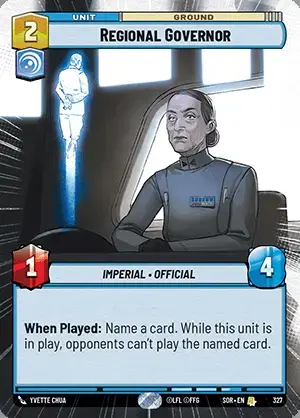 UNIT GROUND
2 REGIONAL GOVERNOR
1 4
IMPERIAL • OFFICIAL
When Played: Name a card. While this unit is
in play, opponents can't play the named card.
YVETTE CHUA ©LFL ©FFG SOR • EN 327